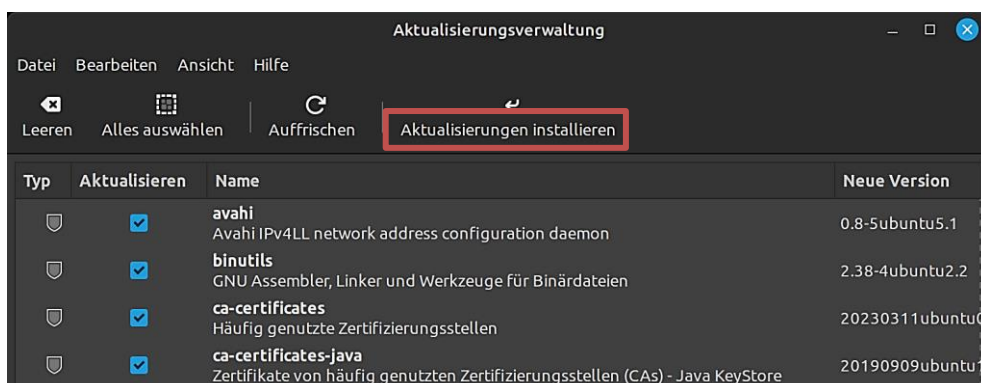 Aktualisierungsverwaltung
Datei Bearbeiten Ansicht Hilfe
Leeren Alles auswählen Auffrischen Aktualisierungen installieren
Typ Aktualisieren Name Neue Version
avahi
Avahi IPv4LL network address configuration daemon
0.8-5ubuntu5.1
binutils
GNU Assembler, Linker und Werkzeuge für Binärdateien
2.38-4ubuntu2.2
ca-certificates
Häufig genutzte Zertifizierungsstellen
20230311ubuntu0
ca-certificates-java
Zertifikate von häufig genutzten Zertifizierungsstellen (CAs) - Java KeyStore
20190909ubuntu1